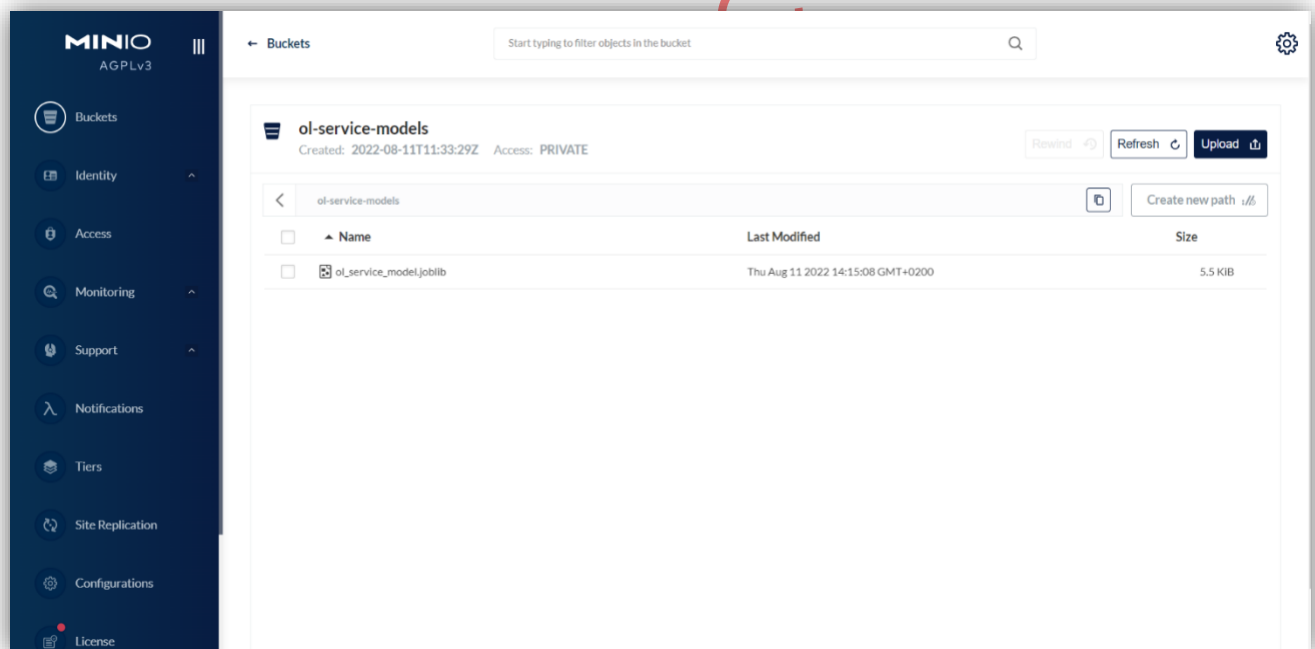 MINIO
AGPLv3
Buckets
Identity
Access
Monitoring
Support
Notifications
Tiers
Site Replication
Configurations
License
← Buckets
Start typing to filter objects in the bucket
ol-service-models
Created: 2022-08-11T11:33:29Z Access: PRIVATE
Rewind
Refresh
Upload
ol-service-models
Create new path
Name Last Modified Size
ol_service_model.joblib Thu Aug 11 2022 14:15:08 GMT+0200 5.5 KiB